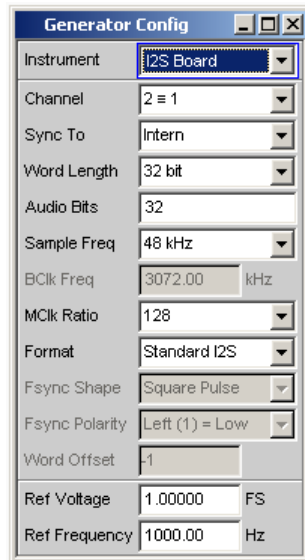 Generator Config
Instrument I2S Board
Channel 2 ≡ 1
Sync To Intern
Word Length 32 bit
Audio Bits 32
Sample Freq 48 kHz
BClk Freq 3072.00 kHz
MClk Ratio 128
Format Standard I2S
Fsync Shape Square Pulse
Fsync Polarity Left (1) = Low
Word Offset -1
Ref Voltage 1.00000 FS
Ref Frequency 1000.00 Hz